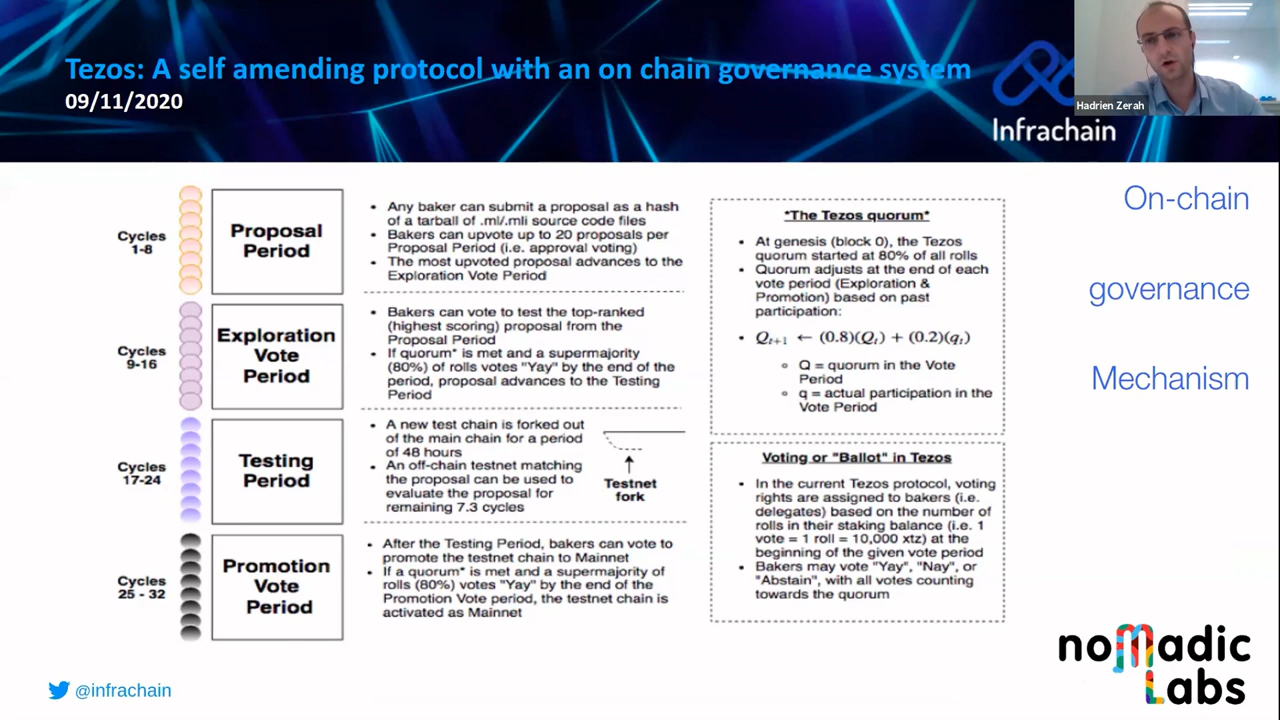 Tezos: A self amending protocol with an on chain governance system
09/11/2020
Infrachain
Hadrien Zerah
On-chain
governance
Mechanism
Cycles
1-8
Proposal
Period
• Any baker can submit a proposal as a hash
of a tarball of .ml/.mli source code files
• Bakers can upvote up to 20 proposals per
Proposal Period (i.e. approval voting)
• The most upvoted proposal advances to the
Exploration Vote Period
Cycles
9-16
Exploration
Vote
Period
• Bakers can vote to test the top-ranked
(highest scoring) proposal from the
Proposal Period
• If quorum* is met and a supermajority
(80%) of rolls votes "Yay" by the end of the
period, proposal advances to the Testing
Period
Cycles
17-24
Testing
Period
• A new test chain is forked out
of the main chain for a period
of 48 hours
• An off-chain testnet matching
the proposal can be used to
evaluate the proposal for
remaining 7.3 cycles
Testnet
fork
Cycles
25 - 32
Promotion
Vote
Period
• After the Testing Period, bakers can vote to
promote the testnet chain to Mainnet
• If a quorum* is met and a supermajority of
rolls (80%) votes "Yay" by the end of the
Promotion Vote period, the testnet chain is
activated as Mainnet
*The Tezos quorum*
• At genesis (block 0), the Tezos
quorum started at 80% of all rolls
• Quorum adjusts at the end of each
vote period (Exploration &
Promotion) based on past
participation:
• Qₜ₊₁ ← (0.8)(Qₜ) + (0.2)(qₜ)
○ Q = quorum in the Vote
Period
○ q = actual participation in the
Vote Period
Voting or "Ballot" in Tezos
• In the current Tezos protocol, voting
rights are assigned to bakers (i.e.
delegates) based on the number of
rolls in their staking balance (i.e. 1
vote = 1 roll = 10,000 xtz) at the
beginning of the given vote period
• Bakers may vote "Yay", "Nay", or
"Abstain", with all votes counting
towards the quorum
@infrachain
nomadic
Labs